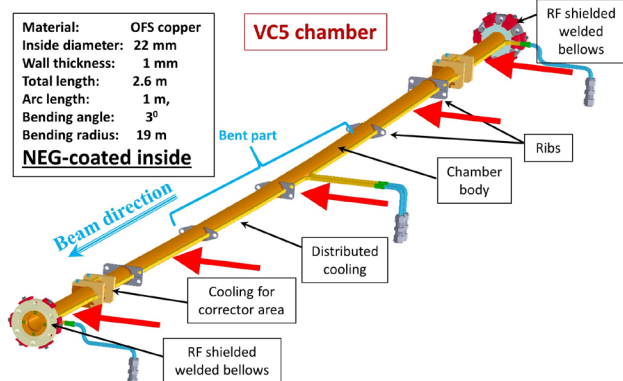 Material: OFS copper
Inside diameter: 22 mm
Wall thickness: 1 mm
Total length: 2.6 m
Arc length: 1 m,
Bending angle: 3⁰
Bending radius: 19 m
NEG-coated inside
VC5 chamber
RF shielded
welded
bellows
Bent part
Ribs
Chamber
body
Beam direction
Distributed
cooling
Cooling for
corrector area
RF shielded
welded bellows